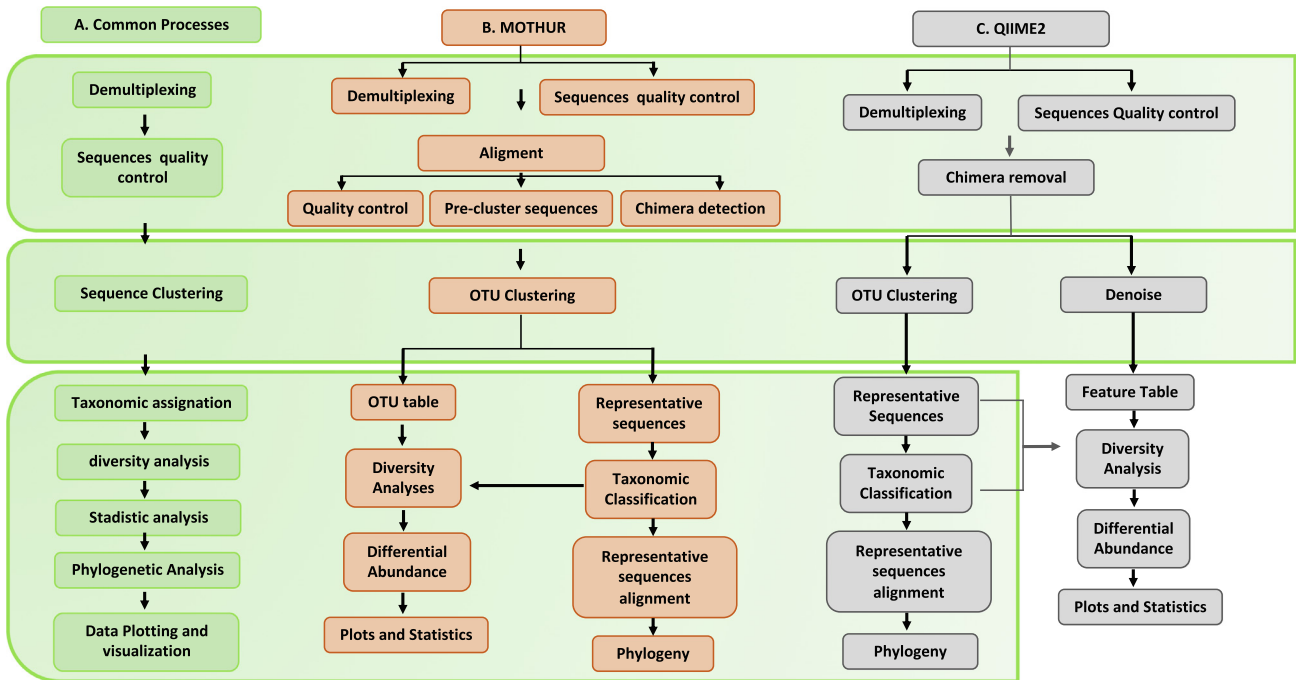 A. Common Processes
Demultiplexing
Sequences quality
control
Sequence Clustering
Taxonomic assignation
diversity analysis
Stadistic analysis
Phylogenetic Analysis
Data Plotting and
visualization
B. MOTHUR
Demultiplexing
Sequences quality control
Aligment
Quality control
Pre-cluster sequences
Chimera detection
OTU Clustering
OTU table
Diversity
Analyses
Differential
Abundance
Plots and Statistics
Representative
sequences
Taxonomic
Classification
Representative
sequences
alignment
Phylogeny
C. QIIME2
Demultiplexing
Sequences Quality control
Chimera removal
OTU Clustering
Denoise
Representative
Sequences
Taxonomic
Classification
Representative
sequences
alignment
Phylogeny
Feature Table
Diversity
Analysis
Differential
Abundance
Plots and Statistics